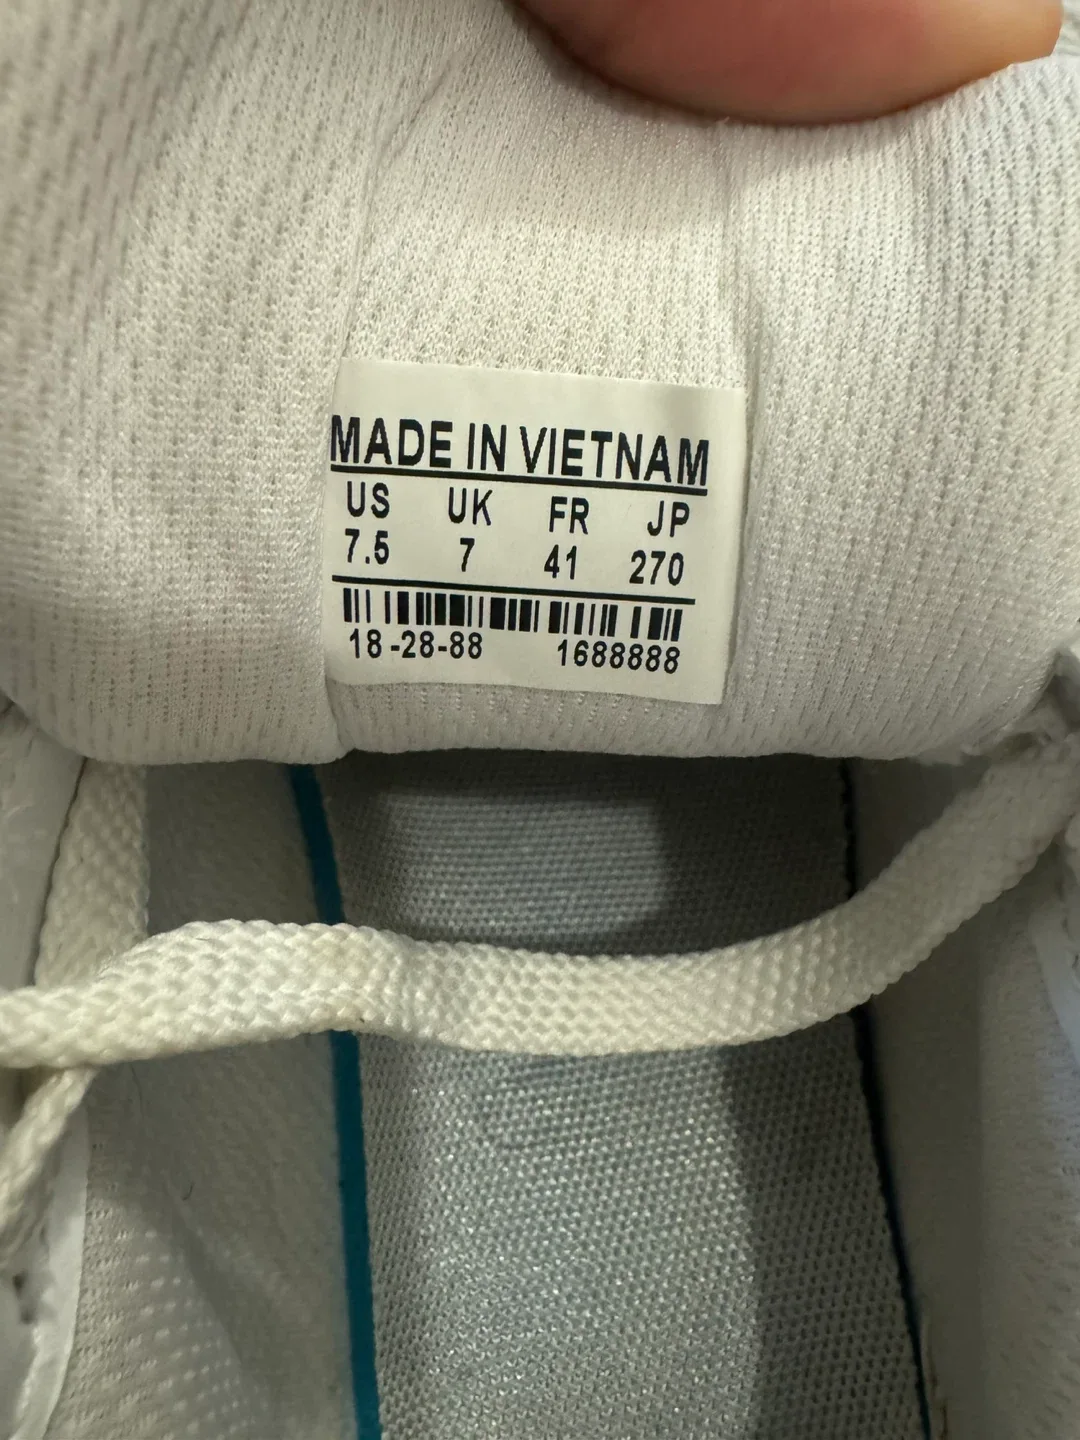 MADE IN VIETNAM
US UK FR JP
7.5 7 41 270
18-28-88 1688888